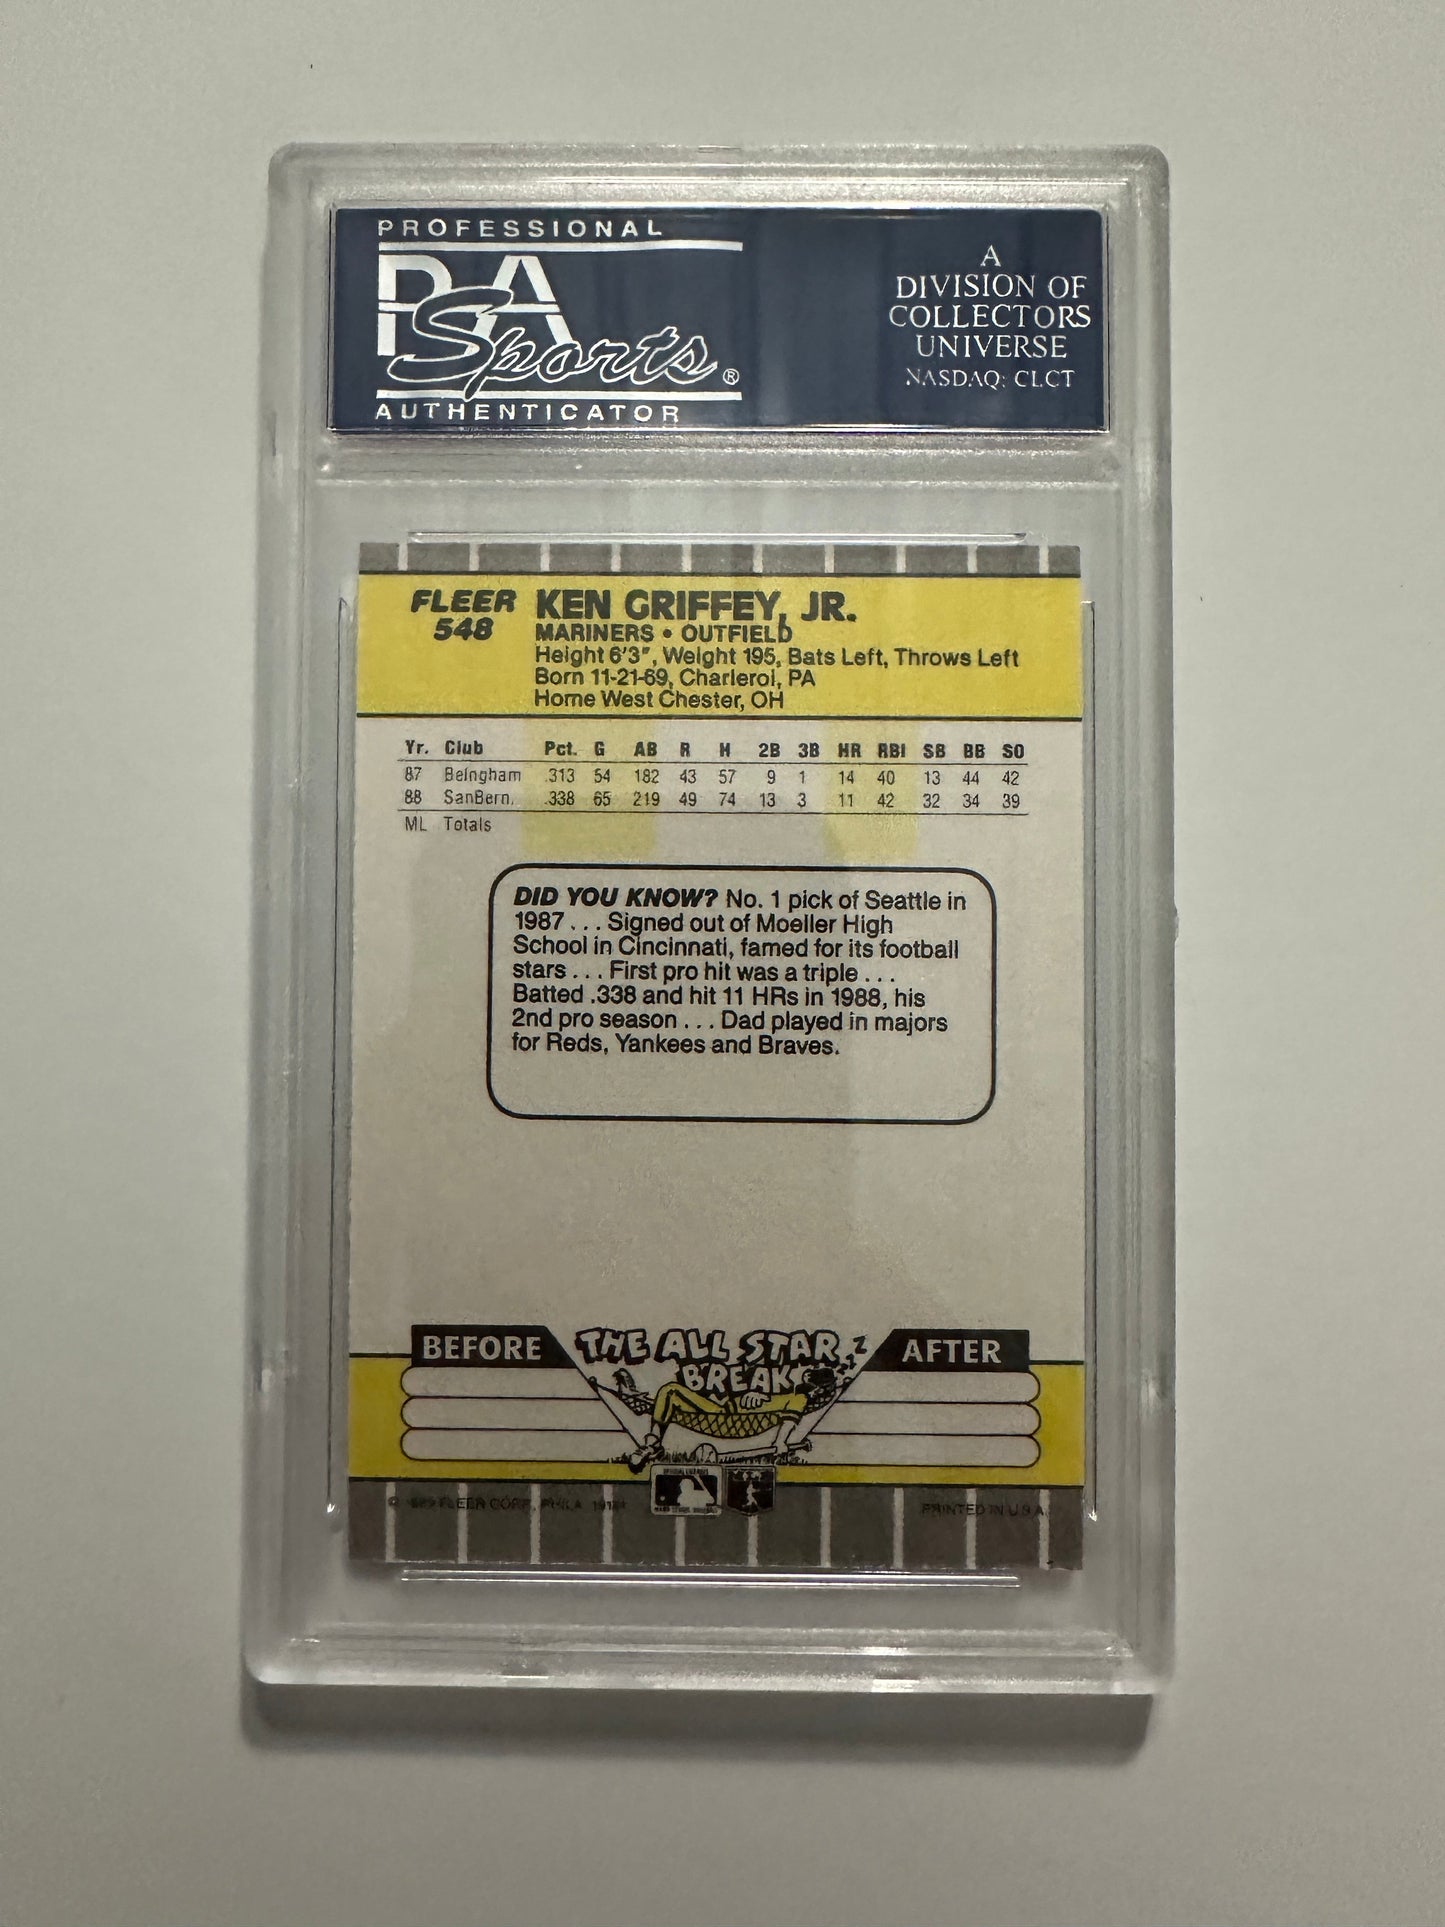 PROFESSIONAL
PSA
Sports®
AUTHENTICATOR
A
DIVISION OF
COLLECTORS
UNIVERSE
NASDAQ: CLCT
FLEER KEN GRIFFEY, JR.
548 MARINERS • OUTFIELD
Height 6'3", Weight 195, Bats Left, Throws Left
Born 11-21-69, Charleroi, PA
Home West Chester, OH
Yr. Club Pct. G AB R H 2B 3B HR RBI SB BB SO
87 Belngham .313 54 182 43 57 9 1 14 40 13 44 42
88 SanBern. .338 65 219 49 74 13 3 11 42 32 34 39
ML Totals
DID YOU KNOW? No. 1 pick of Seattle in
1987 . . . Signed out of Moeller High
School in Cincinnati, famed for its football
stars . . . First pro hit was a triple . . .
Batted .338 and hit 11 HRs in 1988, his
2nd pro season . . . Dad played in majors
for Reds, Yankees and Braves.
BEFORE THE ALL STAR BREAK ZZZ AFTER
FLEER CORP., PHILA. PRINTED IN U.S.A.